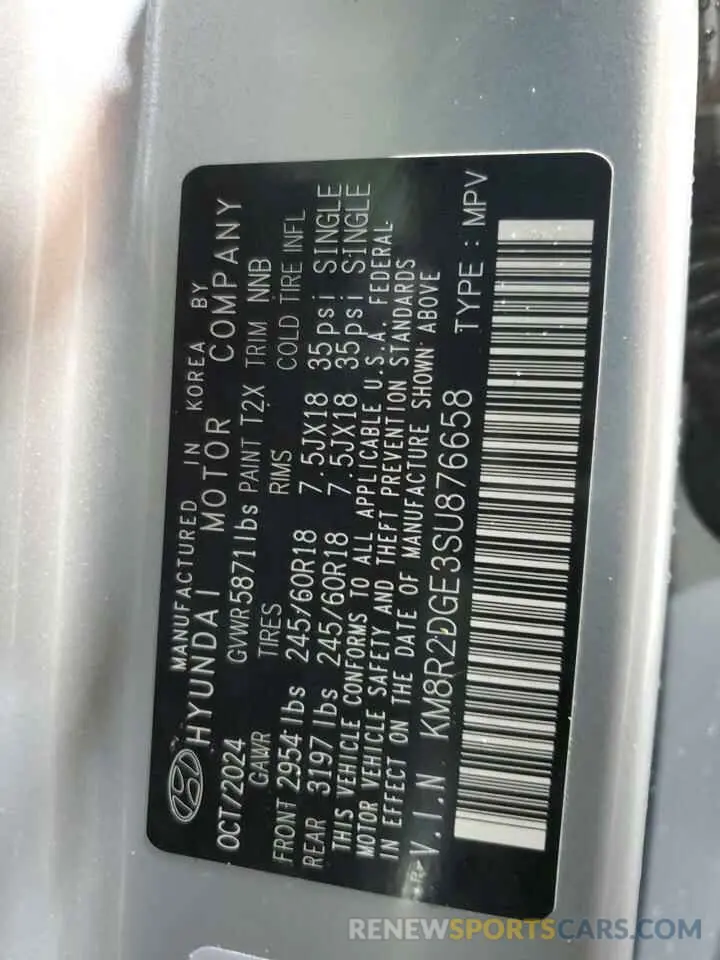 MANUFACTURED IN KOREA BY
HYUNDAI MOTOR COMPANY
OCT/2024 GVWR 5871lbs PAINT T2X TRIM NNB
GAWR TIRES RMS COLD TIRE INFL
FRONT 2954lbs 245/60R18 7.5JX18 35psi SINGLE
REAR 3197 lbs 245/60R18 7.5JX18 35psi SINGLE
THIS VEHICLE CONFORMS TO ALL APPLICABLE U.S.A. FEDERAL
MOTOR VEHICLE SAFETY AND THEFT PREVENTION STANDARDS
IN EFFECT ON THE DATE OF MANUFACTURE SHOWN ABOVE
V.I.N KM8R2DGE3SU876658 TYPE : MPV
RENEWSPORTSCARS.COM